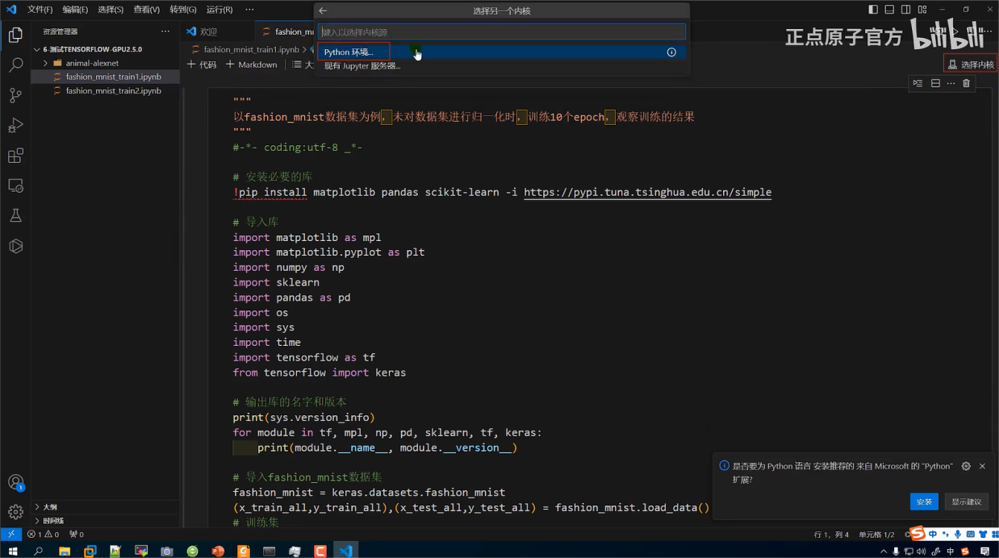 文件(F) 编辑(E) 选择(S) 查看(V) 转到(G) 运行(R) ···
选择另一个内核
键入以选择内核源
Python 环境...
现有 Jupyter 服务器...
正点原子官方 bilibili
选择内核
资源管理器
欢迎
fashion_mn
6-测试TENSORFLOW-GPU2.5.0
animal-alexnet
fashion_mnist_train1.ipynb
fashion_mnist_train2.ipynb
fashion_mnist_train1.ipynb
+ 代码 + Markdown 大
"""
以fashion_mnist数据集为例，未对数据集进行归一化时，训练10个epoch，观察训练的结果
"""
#-*- coding:utf-8 _*-
# 安装必要的库
!pip install matplotlib pandas scikit-learn -i https://pypi.tuna.tsinghua.edu.cn/simple
# 导入库
import matplotlib as mpl
import matplotlib.pyplot as plt
import numpy as np
import sklearn
import pandas as pd
import os
import sys
import time
import tensorflow as tf
from tensorflow import keras
# 输出库的名字和版本
print(sys.version_info)
for module in tf, mpl, np, pd, sklearn, tf, keras:
print(module.__name__, module.__version__)
# 导入fashion_mnist数据集
fashion_mnist = keras.datasets.fashion_mnist
(x_train_all,y_train_all),(x_test_all,y_test_all) = fashion_mnist.load_data()
# 训练集
是否要为 Python 语言 安装推荐的 来自 Microsoft 的 "Python"
扩展?
安装
显示建议
大纲
时间线
1
1 0 0
行 1，列 4 单元格 1/2
中
中